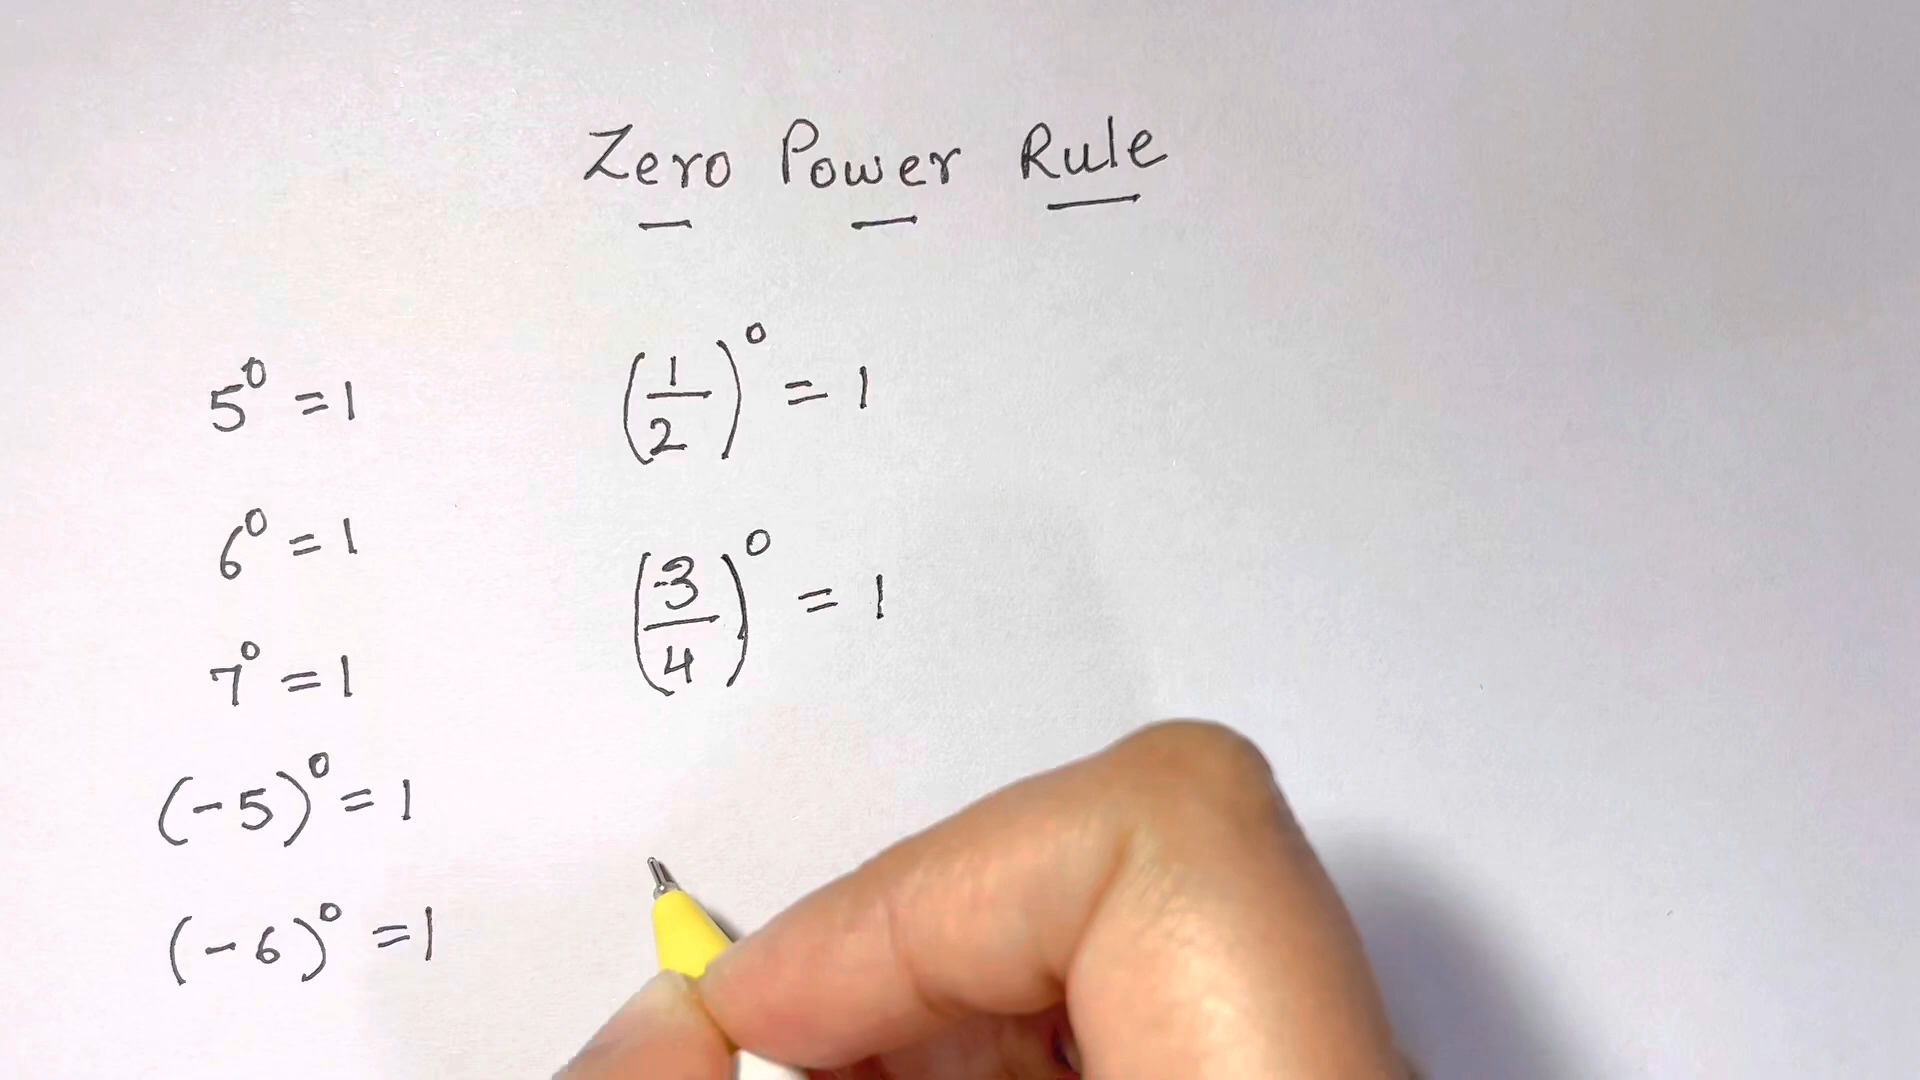 Zero Power Rule
5⁰ = 1
6⁰ = 1
7⁰ = 1
(-5)⁰ = 1
(-6)⁰ = 1
(1/2)⁰ = 1
(3/4)⁰ = 1